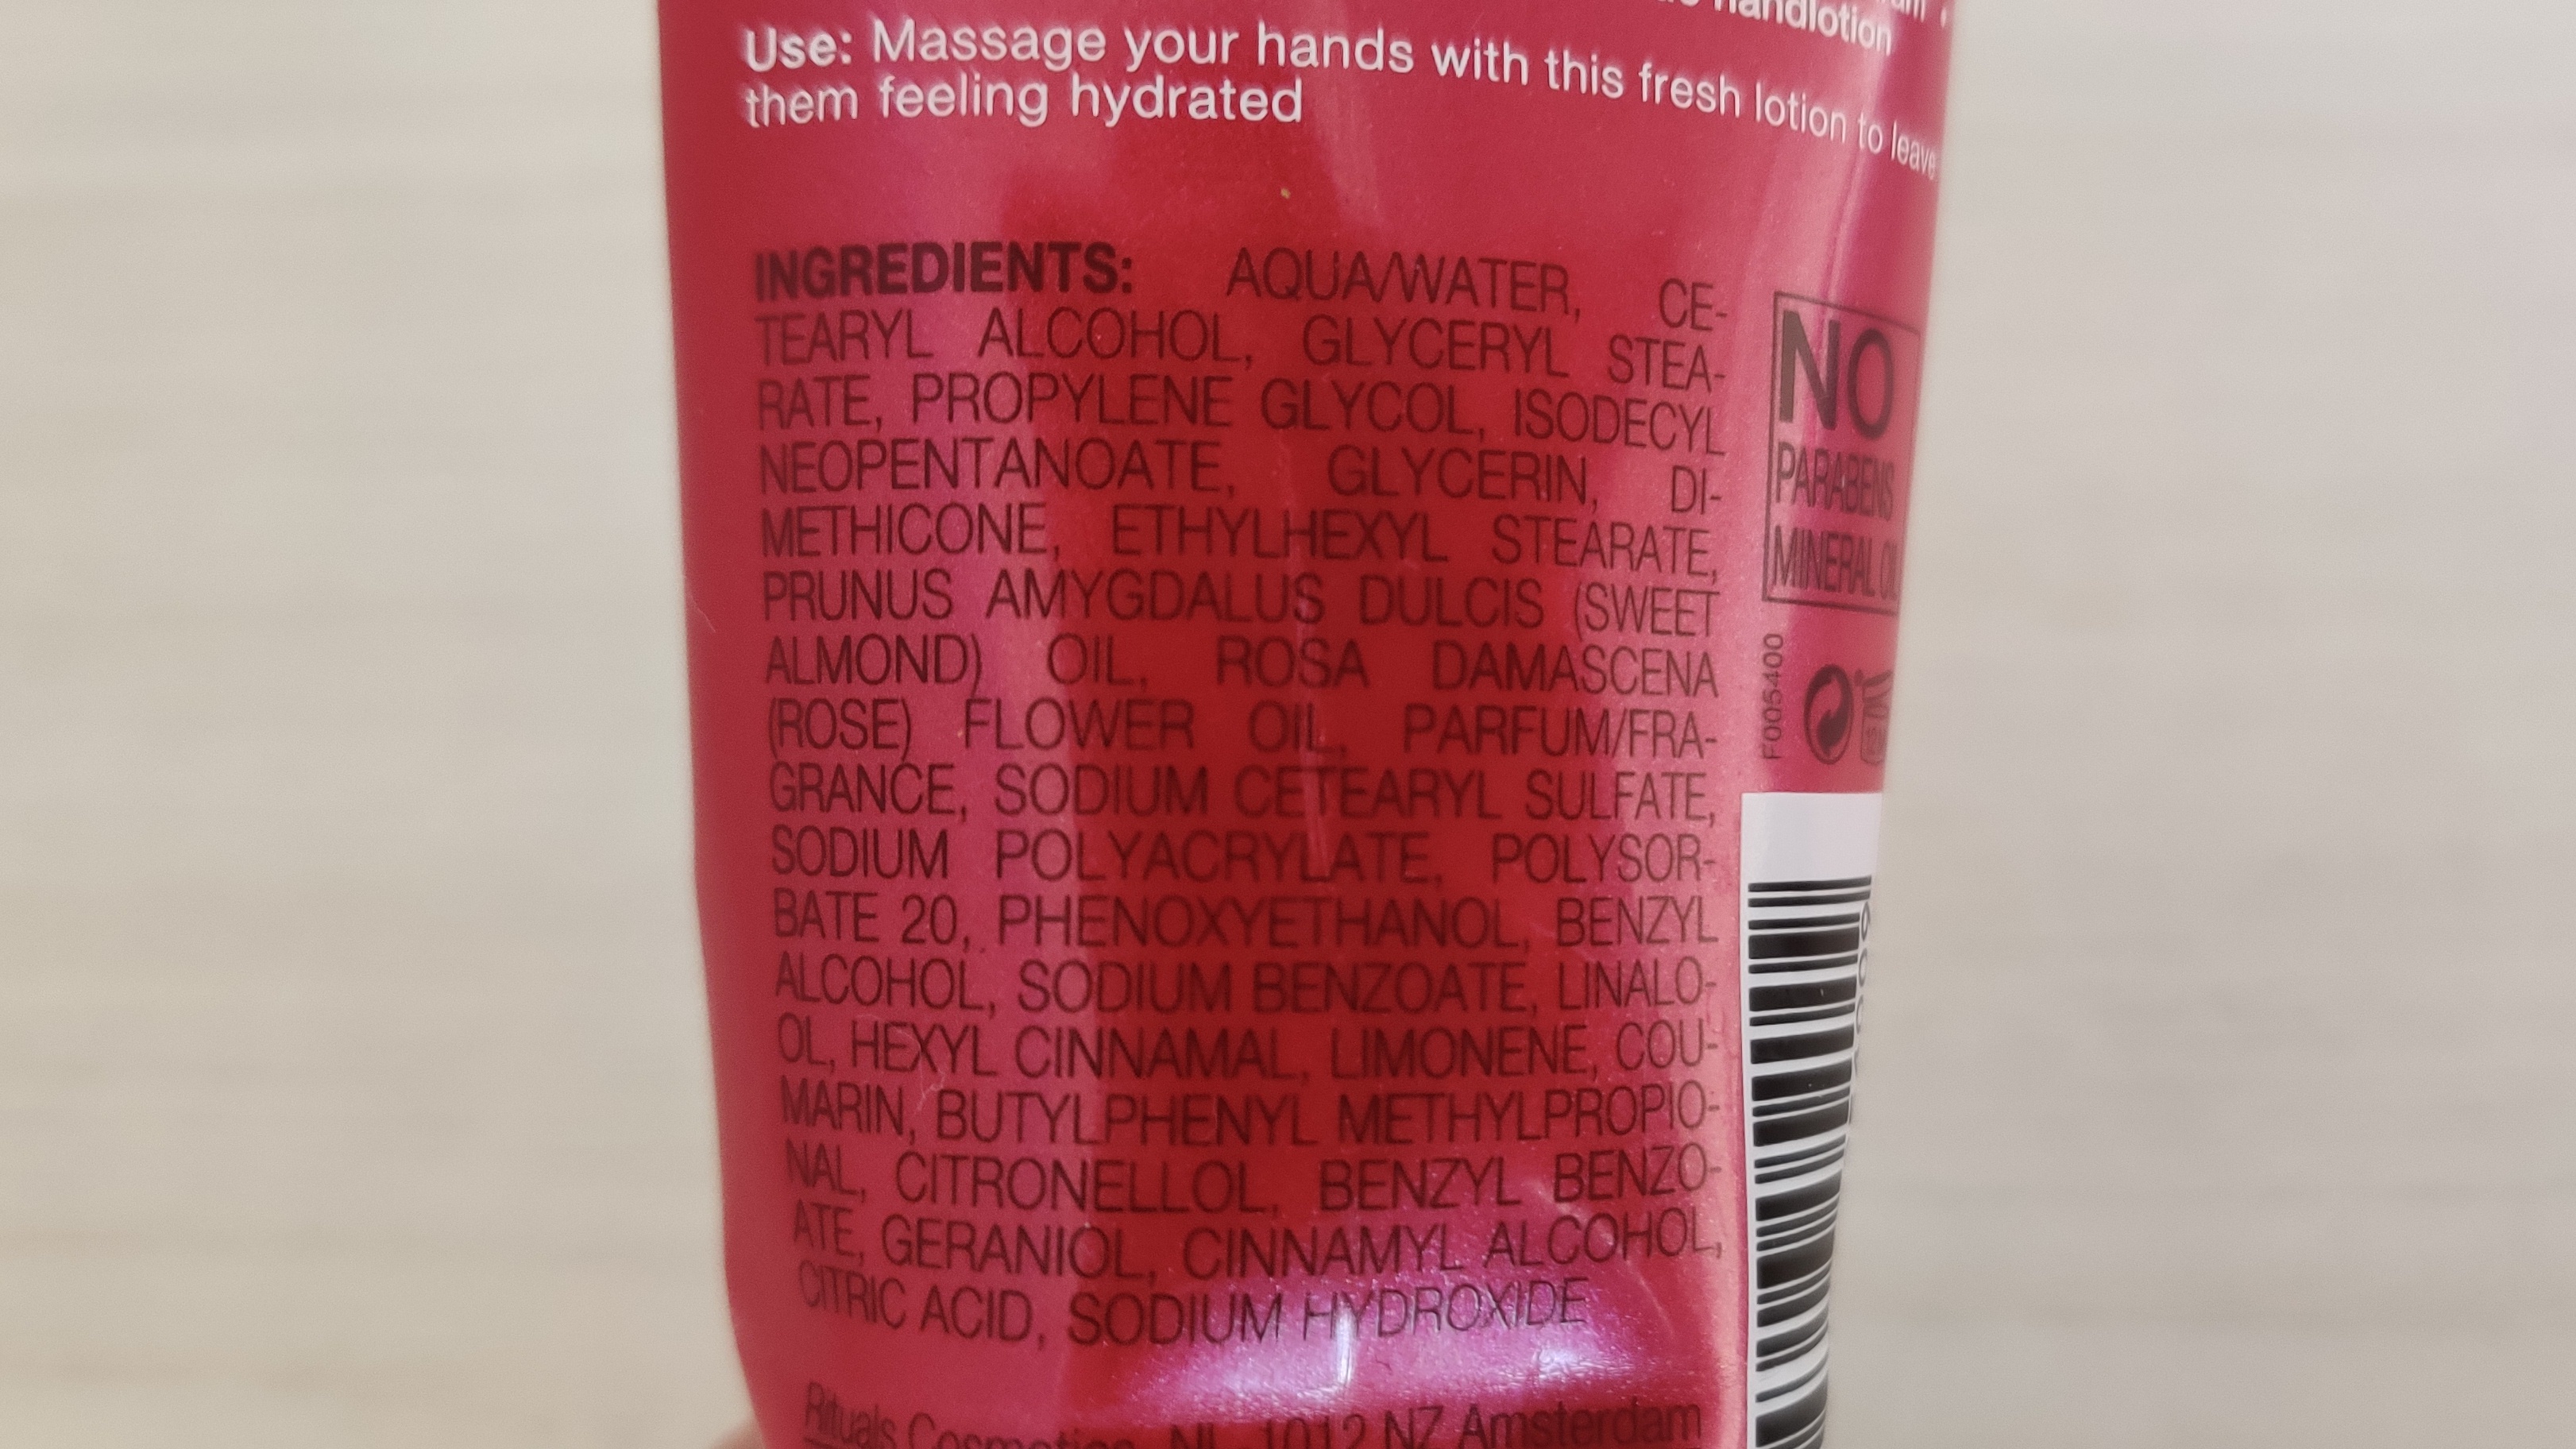 handlotion
Use: Massage your hands with this fresh lotion to leave
them feeling hydrated
INGREDIENTS: AQUA/WATER, CE-
TEARYL ALCOHOL, GLYCERYL STEA-
RATE, PROPYLENE GLYCOL, ISODECYL
NEOPENTANOATE, GLYCERIN, DI-
METHICONE, ETHYLHEXYL STEARATE,
PRUNUS AMYGDALUS DULCIS (SWEET
ALMOND) OIL, ROSA DAMASCENA
(ROSE) FLOWER OIL, PARFUM/FRA-
GRANCE, SODIUM CETEARYL SULFATE,
SODIUM POLYACRYLATE, POLYSOR-
BATE 20, PHENOXYETHANOL, BENZYL
ALCOHOL, SODIUM BENZOATE, LINALO-
OL, HEXYL CINNAMAL, LIMONENE, COU-
MARIN, BUTYLPHENYL METHYLPROPIO-
NAL, CITRONELLOL, BENZYL BENZO-
ATE, GERANIOL, CINNAMYL ALCOHOL,
CITRIC ACID, SODIUM HYDROXIDE
Rituals Cosmetics, NL 1012 NZ Amsterdam
NO
PARABENS
MINERAL OIL
F005400